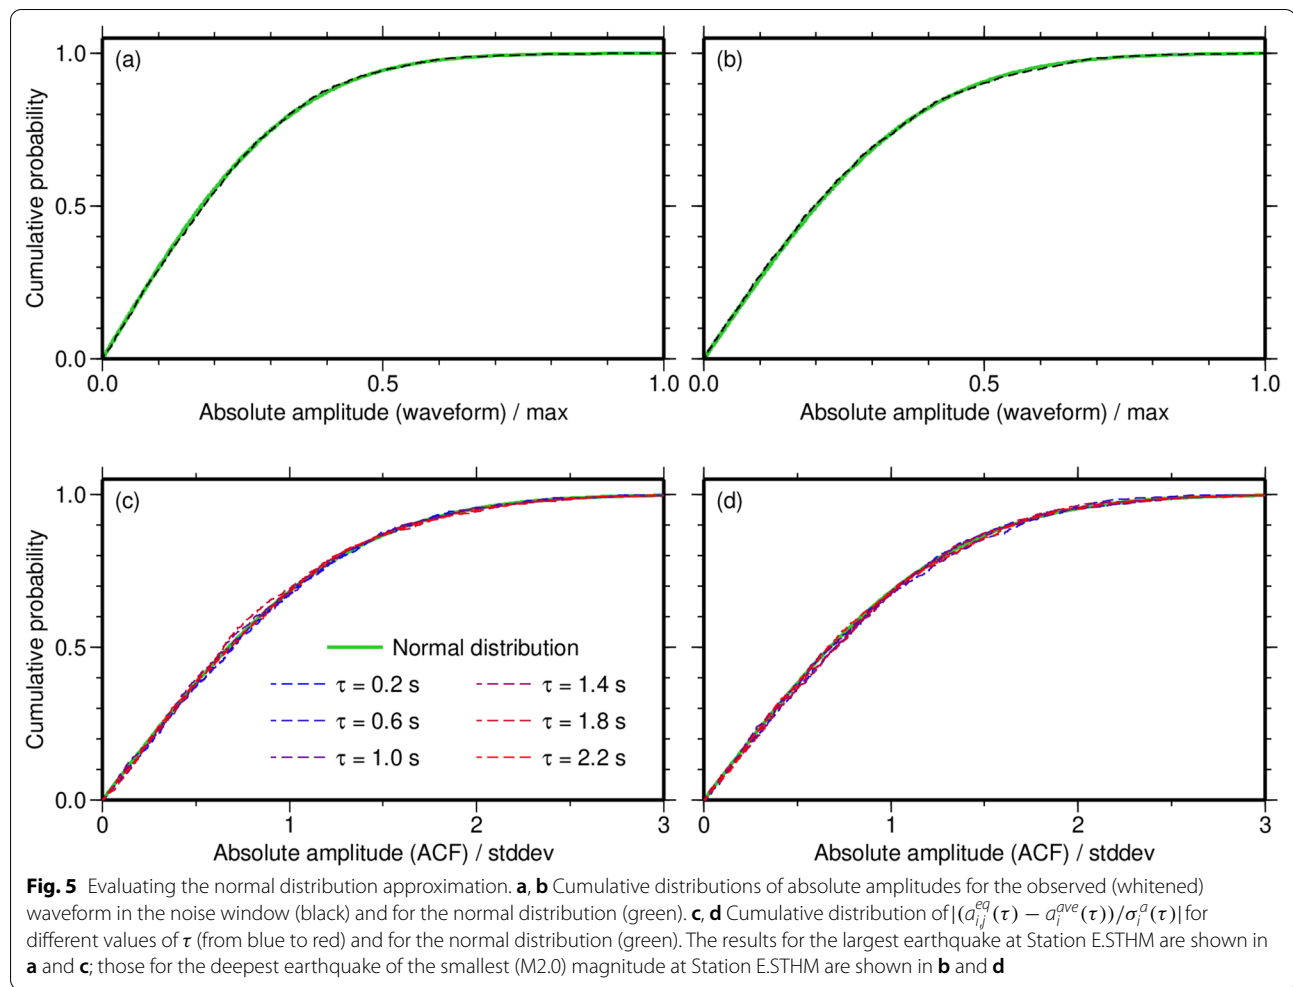 (a)
1.0
0.5
0.0
Cumulative probability
0.0 0.5 1.0
Absolute amplitude (waveform) / max
(b)
0.0 0.5 1.0
Absolute amplitude (waveform) / max
(c)
1.0
0.5
0.0
Cumulative probability
Normal distribution
τ = 0.2 s τ = 1.4 s
τ = 0.6 s τ = 1.8 s
τ = 1.0 s τ = 2.2 s
0 1 2 3
Absolute amplitude (ACF) / stddev
(d)
0 1 2 3
Absolute amplitude (ACF) / stddev
Fig. 5 Evaluating the normal distribution approximation. a, b Cumulative distributions of absolute amplitudes for the observed (whitened)
waveform in the noise window (black) and for the normal distribution (green). c, d Cumulative distribution of |(a_{i,j}^{eq}(τ) − a_i^{ave}(τ))/σ_i^a(τ)| for
different values of τ (from blue to red) and for the normal distribution (green). The results for the largest earthquake at Station E.STHM are shown in
a and c; those for the deepest earthquake of the smallest (M2.0) magnitude at Station E.STHM are shown in b and d